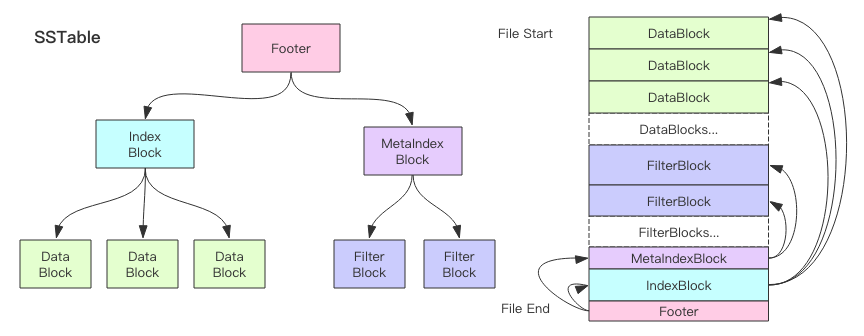 SSTable
Footer
Index
Block
MetaIndex
Block
Data
Block
Data
Block
Data
Block
Filter
Block
Filter
Block
File Start
DataBlock
DataBlock
DataBlock
DataBlocks...
FilterBlock
FilterBlock
FilterBlocks...
MetaIndexBlock
IndexBlock
File End
Footer